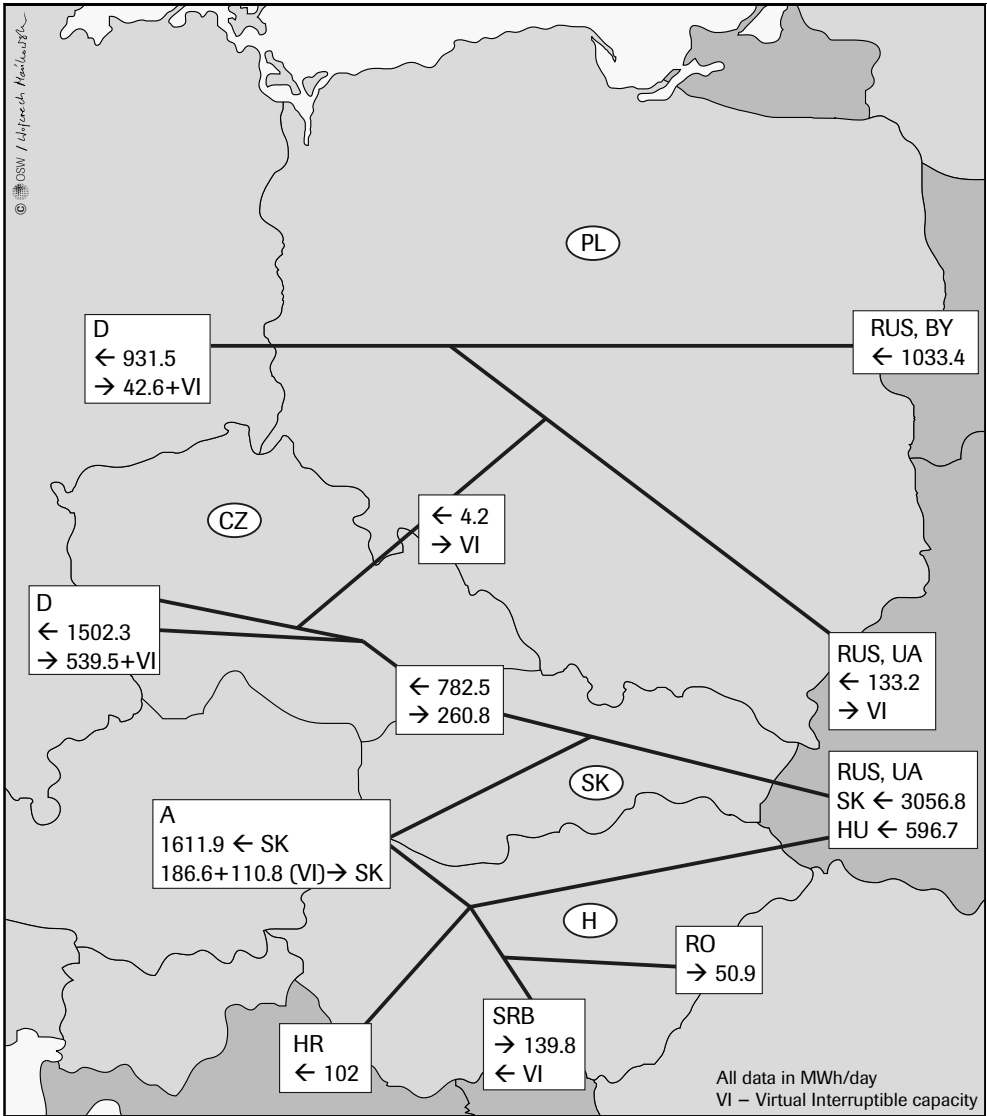 © OSW / Wojciech Mańkowski
PL
D
← 931.5
→ 42.6+VI
RUS, BY
← 1033.4
CZ
← 4.2
→ VI
D
← 1502.3
→ 539.5+VI
RUS, UA
← 133.2
→ VI
← 782.5
→ 260.8
SK
RUS, UA
SK ← 3056.8
HU ← 596.7
A
1611.9 ← SK
186.6+110.8 (VI)→ SK
H
RO
→ 50.9
SRB
→ 139.8
← VI
HR
← 102
All data in MWh/day
VI – Virtual Interruptible capacity